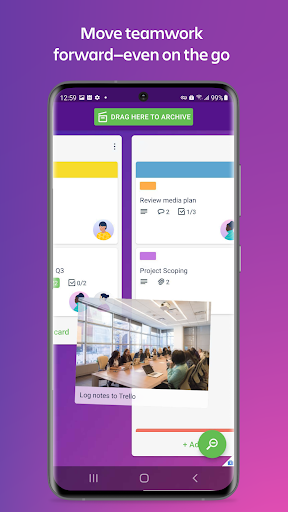 Move teamwork
forward—even on the go
12:59
99%
DRAG HERE TO ARCHIVE
Review media plan
2
1/3
Q3
0/2
Project Scoping
2
card
Log notes to Trello
+ Ad